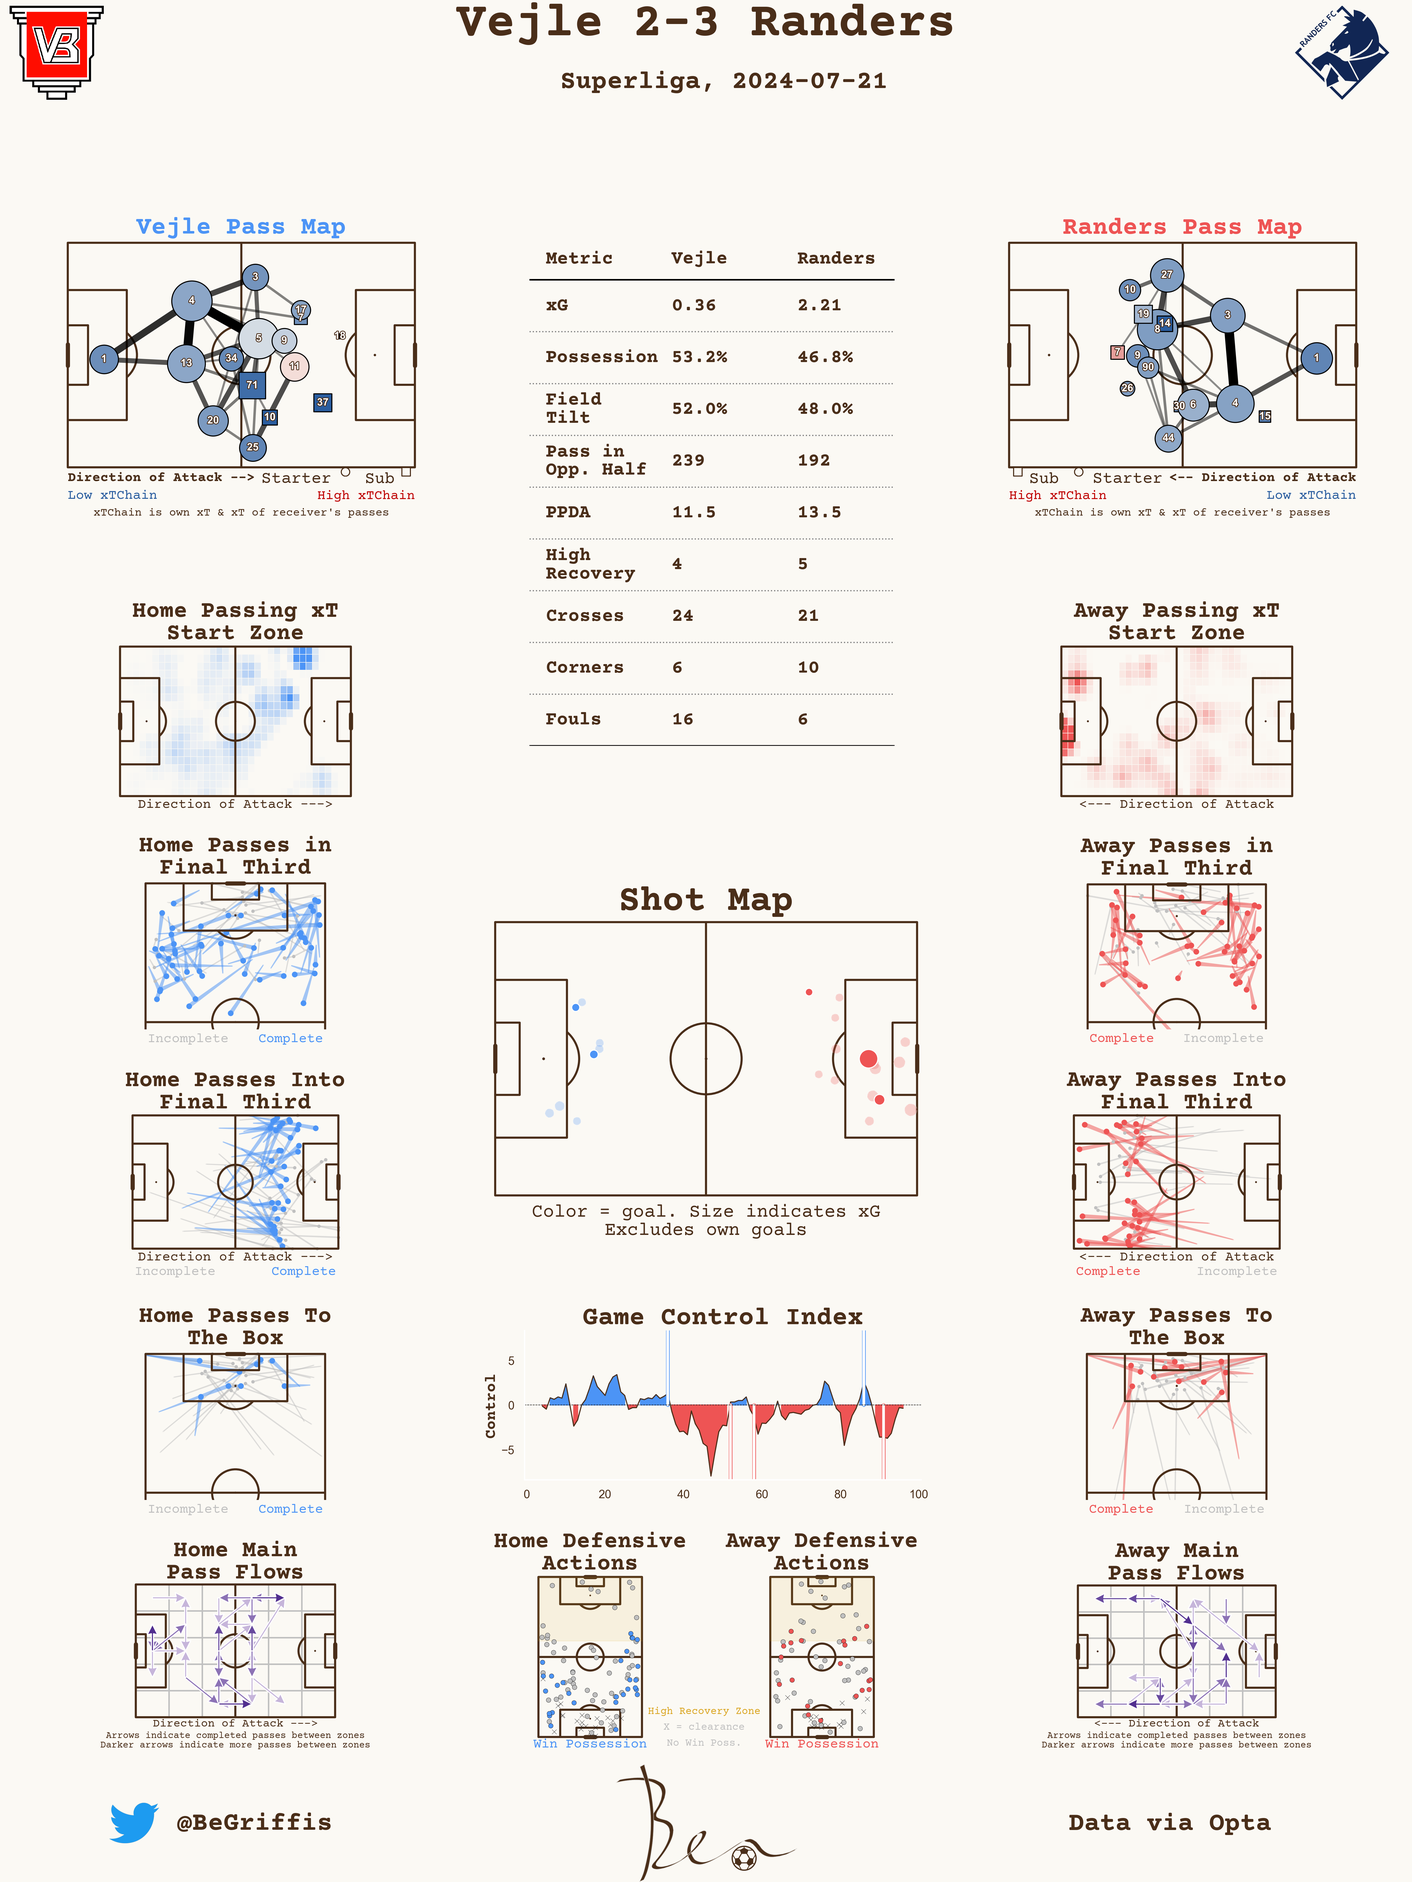 Vejle 2-3 Randers
Superliga, 2024-07-21
VB
RANDERS FC
Vejle Pass Map
1
4
3
13
34
5
9
17
7
18
11
71
20
10
37
25
Direction of Attack -->
Starter
Sub
Low xTChain
High xTChain
xTChain is own xT & xT of receiver's passes
Metric Vejle Randers
xG 0.36 2.21
Possession 53.2% 46.8%
Field
Tilt 52.0% 48.0%
Pass in
Opp. Half 239 192
PPDA 11.5 13.5
High
Recovery 4 5
Crosses 24 21
Corners 6 10
Fouls 16 6
Randers Pass Map
27
10
19
14
8
3
7
9
90
1
26
30
6
4
15
44
Sub
Starter
<-- Direction of Attack
High xTChain
Low xTChain
xTChain is own xT & xT of receiver's passes
Home Passing xT
Start Zone
Direction of Attack --->
Away Passing xT
Start Zone
<--- Direction of Attack
Home Passes in
Final Third
Incomplete
Complete
Away Passes in
Final Third
Complete
Incomplete
Shot Map
Color = goal. Size indicates xG
Excludes own goals
Home Passes Into
Final Third
Direction of Attack --->
Incomplete
Complete
Away Passes Into
Final Third
<--- Direction of Attack
Complete
Incomplete
Home Passes To
The Box
Incomplete
Complete
Game Control Index
Control
5
0
−5
0 20 40 60 80 100
Away Passes To
The Box
Complete
Incomplete
Home Main
Pass Flows
Direction of Attack --->
Arrows indicate completed passes between zones
Darker arrows indicate more passes between zones
Home Defensive
Actions
Win Possession
High Recovery Zone
X = clearance
No Win Poss.
Away Defensive
Actions
Win Possession
Away Main
Pass Flows
<--- Direction of Attack
Arrows indicate completed passes between zones
Darker arrows indicate more passes between zones
@BeGriffis
Ben
Data via Opta